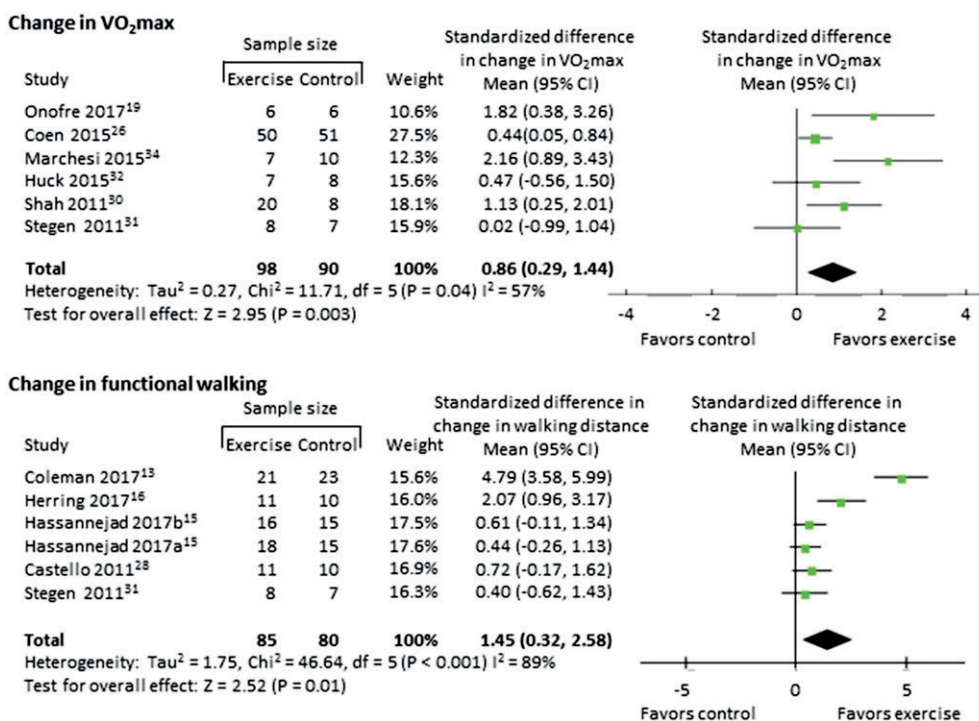 Change in VO₂max
Sample size
Standardized difference in change in VO₂max
Standardized difference in change in VO₂max
Study Exercise Control Weight Mean (95% CI) Mean (95% CI)
Onofre 2017¹⁹ 6 6 10.6% 1.82 (0.38, 3.26)
Coen 2015²⁶ 50 51 27.5% 0.44 (0.05, 0.84)
Marchesi 2015³⁴ 7 10 12.3% 2.16 (0.89, 3.43)
Huck 2015³² 7 8 15.6% 0.47 (-0.56, 1.50)
Shah 2011³⁰ 20 8 18.1% 1.13 (0.25, 2.01)
Stegen 2011³¹ 8 7 15.9% 0.02 (-0.99, 1.04)
Total 98 90 100% 0.86 (0.29, 1.44)
Heterogeneity: Tau² = 0.27, Chi² = 11.71, df = 5 (P = 0.04) I² = 57%
Test for overall effect: Z = 2.95 (P = 0.003)
-4 -2 0 2 4
Favors control Favors exercise
Change in functional walking
Sample size
Standardized difference in change in walking distance
Standardized difference in change in walking distance
Study Exercise Control Weight Mean (95% CI) Mean (95% CI)
Coleman 2017¹³ 21 23 15.6% 4.79 (3.58, 5.99)
Herring 2017¹⁶ 11 10 16.0% 2.07 (0.96, 3.17)
Hassannejad 2017b¹⁵ 16 15 17.5% 0.61 (-0.11, 1.34)
Hassannejad 2017a¹⁵ 18 15 17.6% 0.44 (-0.26, 1.13)
Castello 2011²⁸ 11 10 16.9% 0.72 (-0.17, 1.62)
Stegen 2011³¹ 8 7 16.3% 0.40 (-0.62, 1.43)
Total 85 80 100% 1.45 (0.32, 2.58)
Heterogeneity: Tau² = 1.75, Chi² = 46.64, df = 5 (P < 0.001) I² = 89%
Test for overall effect: Z = 2.52 (P = 0.01)
-5 0 5
Favors control Favors exercise